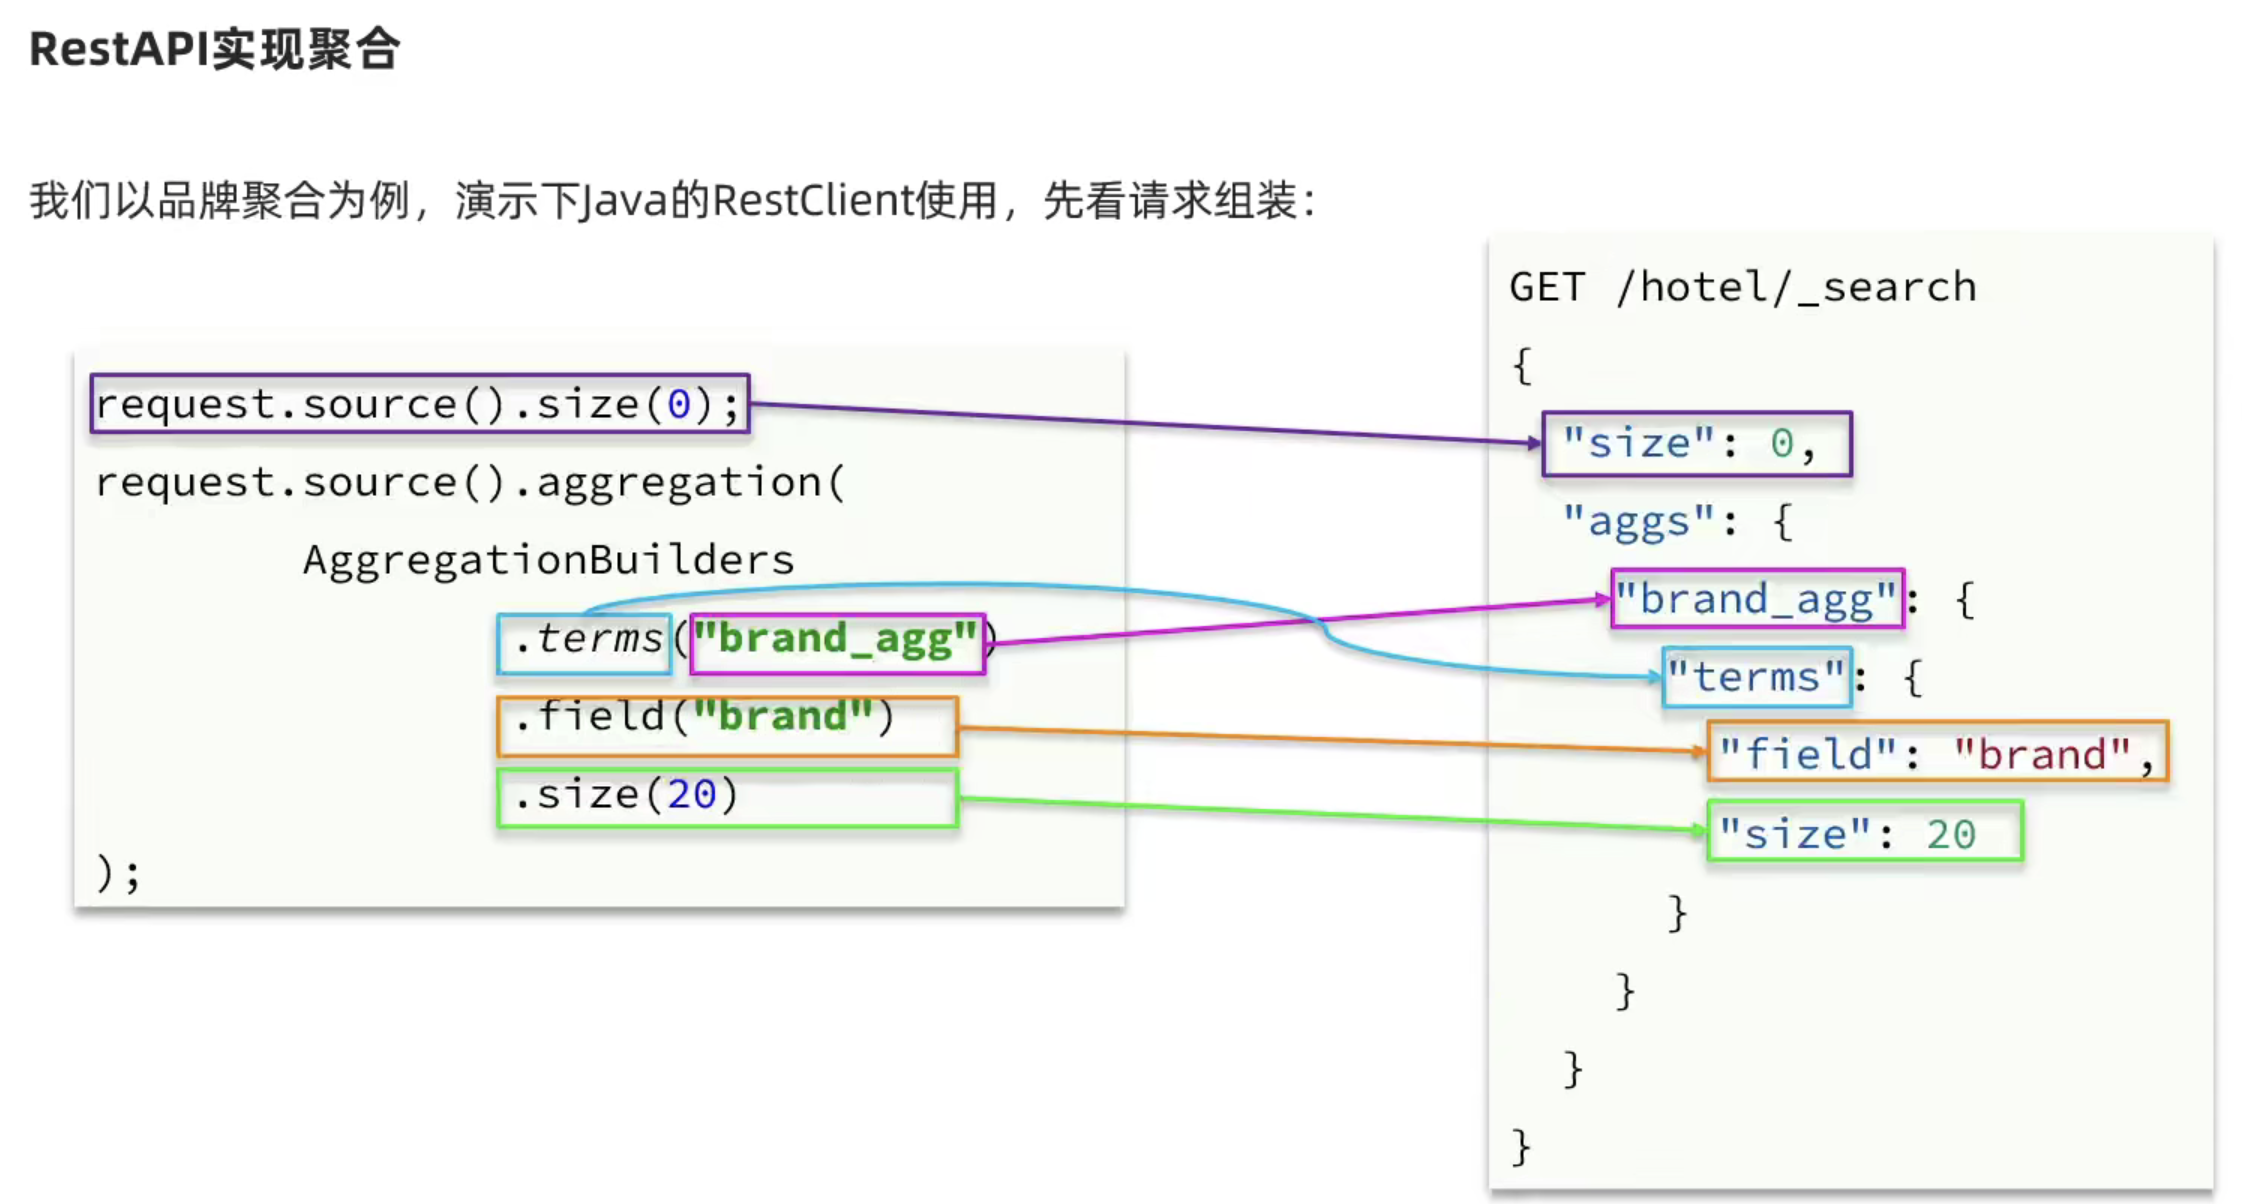 RestAPI实现聚合
我们以品牌聚合为例，演示下Java的RestClient使用，先看请求组装：
request.source().size(0);
request.source().aggregation(
AggregationBuilders
.terms("brand_agg")
.field("brand")
.size(20)
);
GET /hotel/_search
{
"size": 0,
"aggs": {
"brand_agg": {
"terms": {
"field": "brand",
"size": 20
}
}
}
}